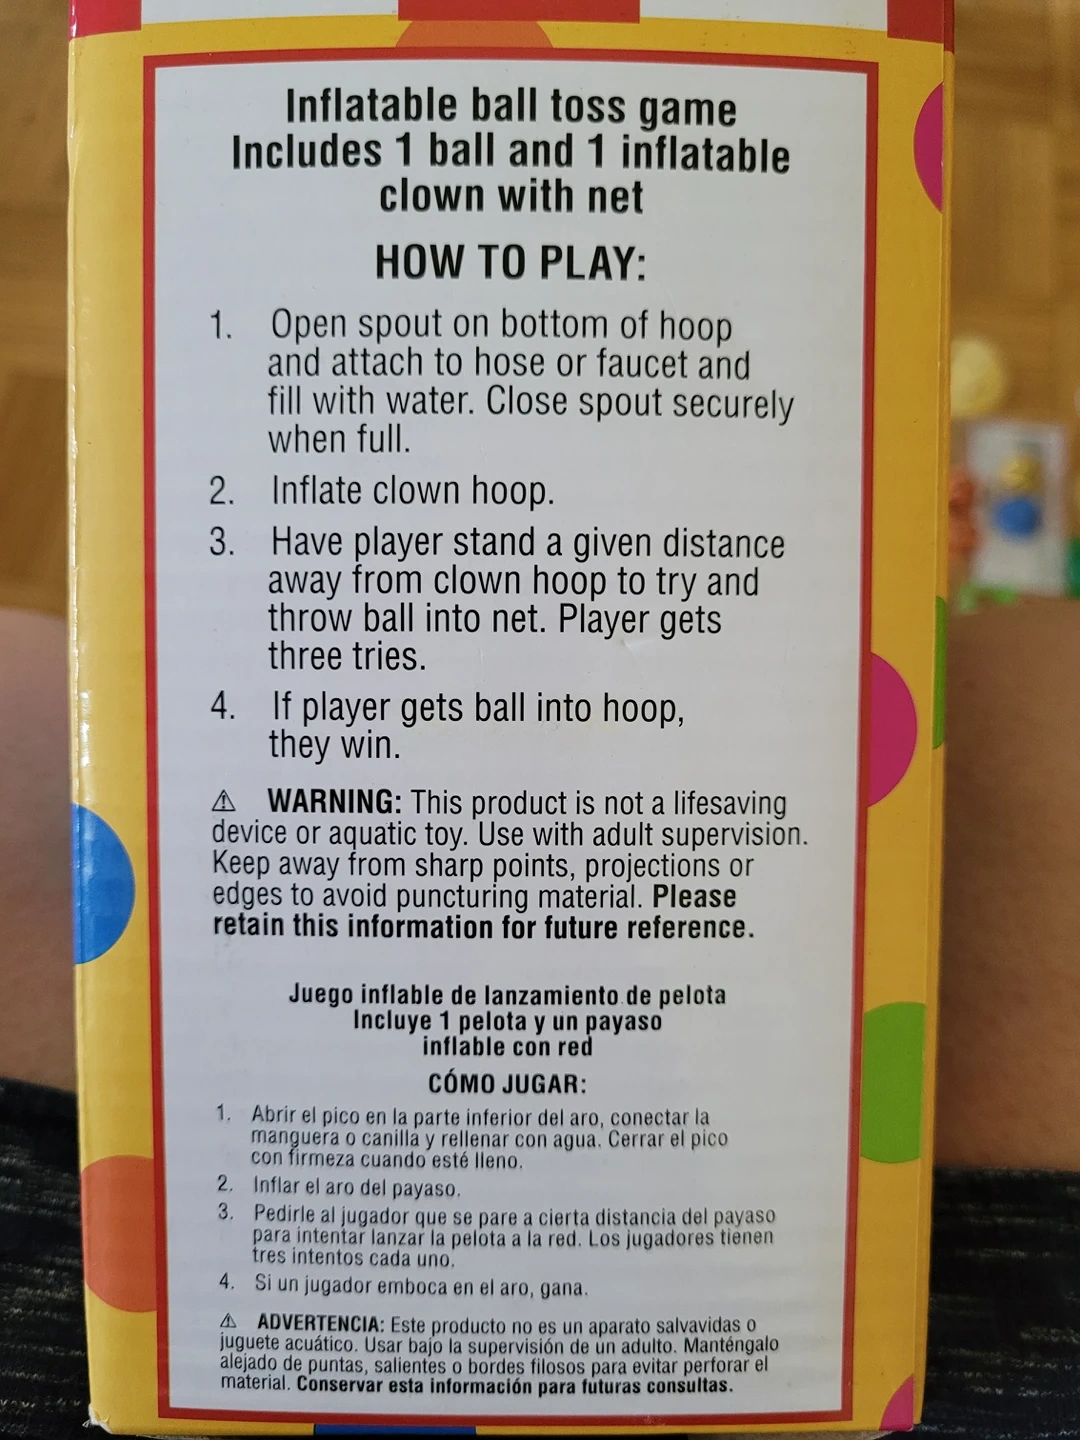 Inflatable ball toss game
Includes 1 ball and 1 inflatable
clown with net
HOW TO PLAY:
1. Open spout on bottom of hoop
and attach to hose or faucet and
fill with water. Close spout securely
when full.
2. Inflate clown hoop.
3. Have player stand a given distance
away from clown hoop to try and
throw ball into net. Player gets
three tries.
4. If player gets ball into hoop,
they win.
⚠ WARNING: This product is not a lifesaving
device or aquatic toy. Use with adult supervision.
Keep away from sharp points, projections or
edges to avoid puncturing material. Please
retain this information for future reference.
Juego inflable de lanzamiento de pelota
Incluye 1 pelota y un payaso
inflable con red
CÓMO JUGAR:
1. Abrir el pico en la parte inferior del aro, conectar la
manguera o canilla y rellenar con agua. Cerrar el pico
con firmeza cuando esté lleno.
2. Inflar el aro del payaso.
3. Pedirle al jugador que se pare a cierta distancia del payaso
para intentar lanzar la pelota a la red. Los jugadores tienen
tres intentos cada uno.
4. Si un jugador emboca en el aro, gana.
⚠ ADVERTENCIA: Este producto no es un aparato salvavidas o
juguete acuático. Usar bajo la supervisión de un adulto. Manténgalo
alejado de puntas, salientes o bordes filosos para evitar perforar el
material. Conservar esta información para futuras consultas.